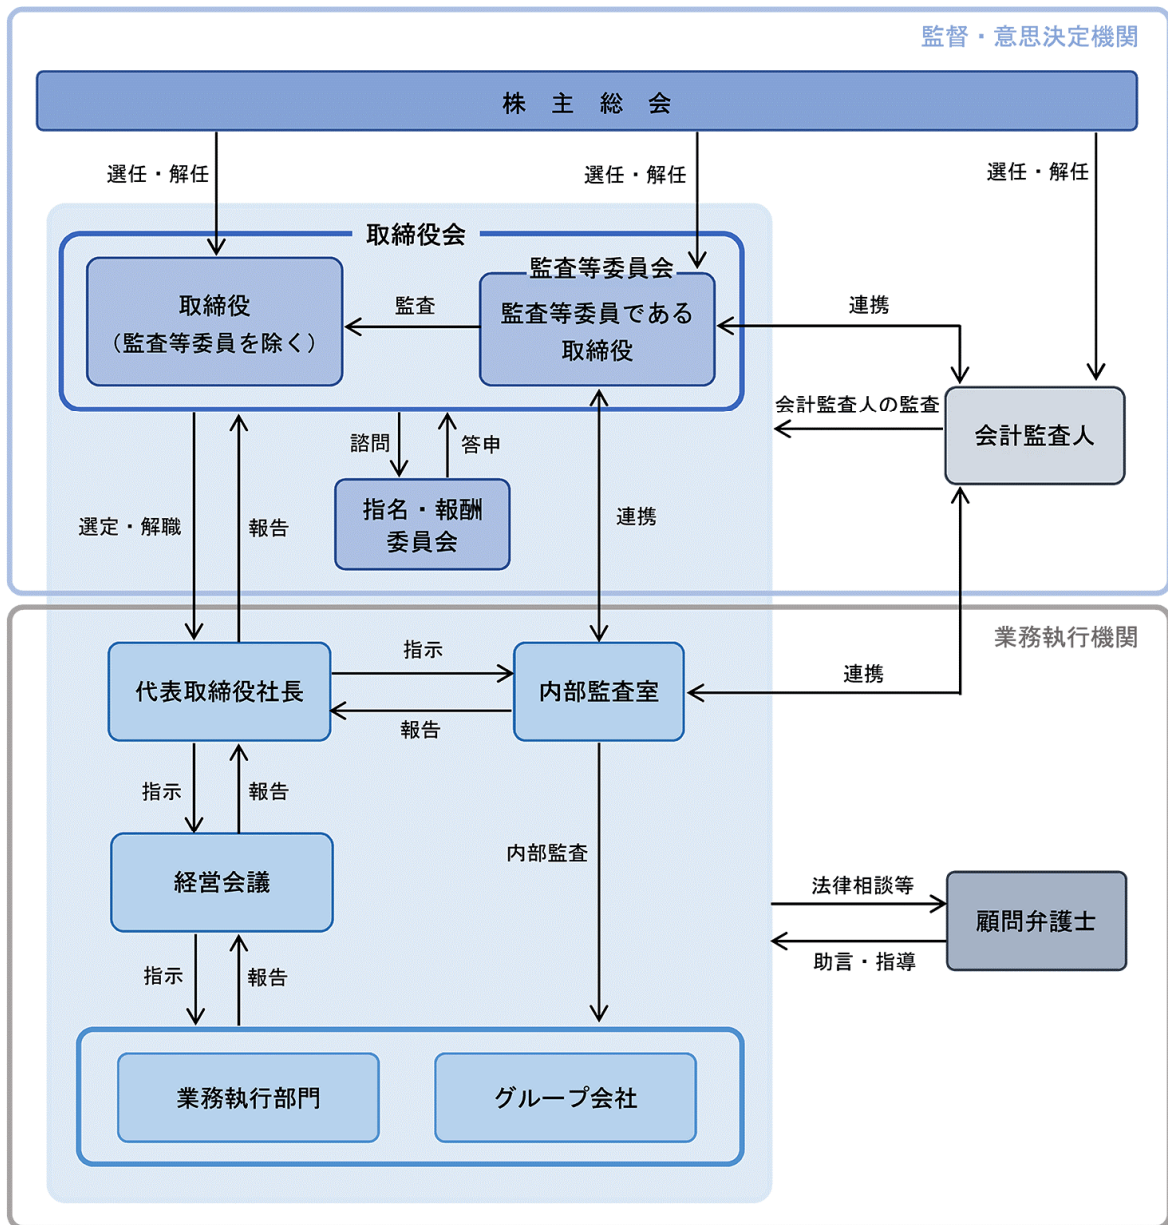 監督・意思決定機関
株 主 総 会
選任・解任
選任・解任
選任・解任
取締役会
監査等委員会
取締役
（監査等委員を除く）
監査
監査等委員である
取締役
連携
会計監査人の監査
会計監査人
諮問
答申
指名・報酬
委員会
選定・解職
報告
連携
業務執行機関
代表取締役社長
指示
報告
内部監査室
連携
指示
報告
経営会議
内部監査
法律相談等
顧問弁護士
助言・指導
指示
報告
業務執行部門
グループ会社